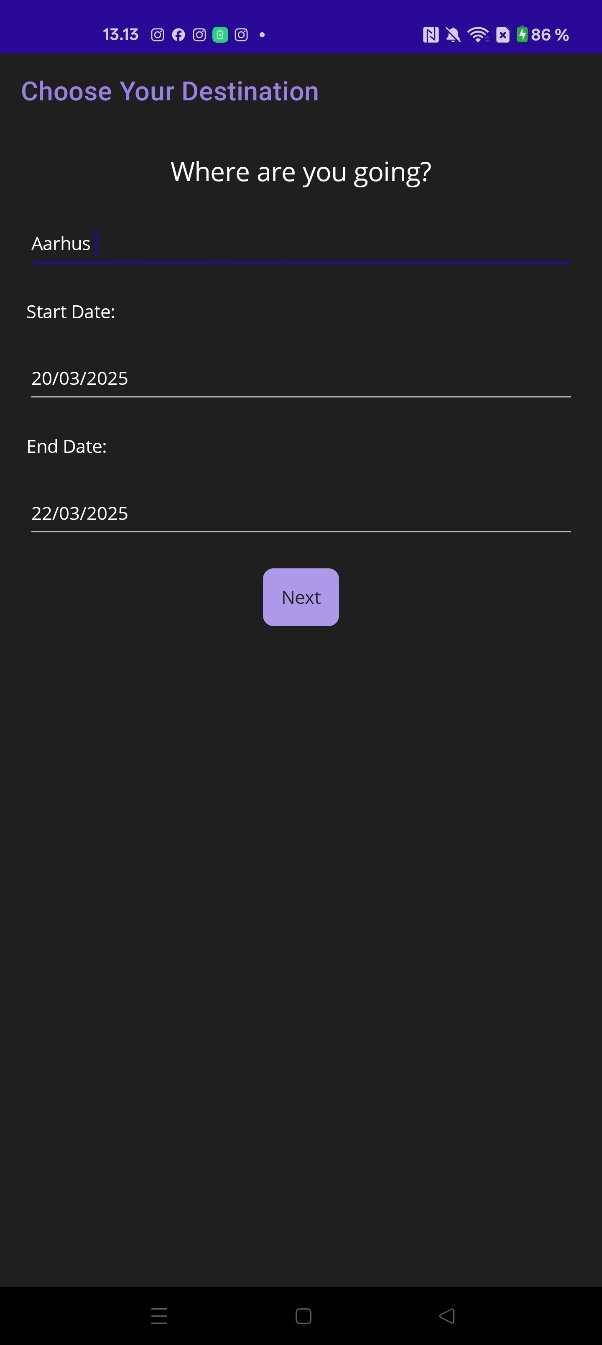 13.13 86 %
Choose Your Destination
Where are you going?
Aarhus
Start Date:
20/03/2025
End Date:
22/03/2025
Next